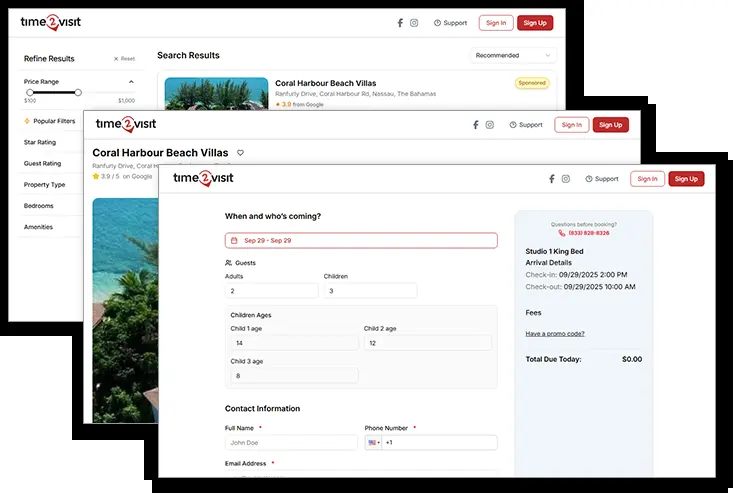 time2visit
Support
Sign In
Sign Up
Refine Results
Reset
Search Results
Recommended
Price Range
$100
$1,000
Coral Harbour Beach Villas
Sponsored
Ranfurly Drive, Coral Harbour Rd, Nassau, The Bahamas
3.9 from Google
Popular Filters
Star Rating
Guest Rating
Property Type
Bedrooms
Amenities
time2visit
Support
Sign In
Sign Up
Coral Harbour Beach Villas
Ranfurly Drive, Coral
3.9 / 5 on Google
time2visit
Support
Sign In
Sign Up
When and who's coming?
Sep 29 - Sep 29
Guests
Adults
Children
2
3
Children Ages
Child 1 age
Child 2 age
14
12
Child 3 age
8
Contact Information
Full Name *
Phone Number *
John Doe
+1
Email Address *
Questions before booking?
(833) 828-8326
Studio 1 King Bed
Arrival Details
Check-in: 09/29/2025 2:00 PM
Check-out: 09/29/2025 10:00 AM
Fees
Have a promo code?
Total Due Today: $0.00